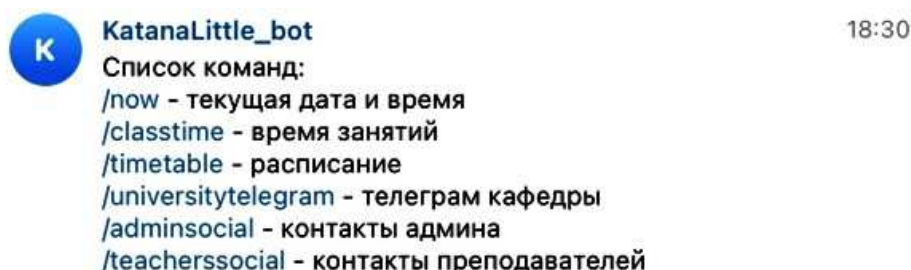 K
KatanaLittle_bot 18:30
Список команд:
/now - текущая дата и время
/classtime - время занятий
/timetable - расписание
/universitytelegram - телеграм кафедры
/adminsocial - контакты админа
/teacherssocial - контакты преподавателей